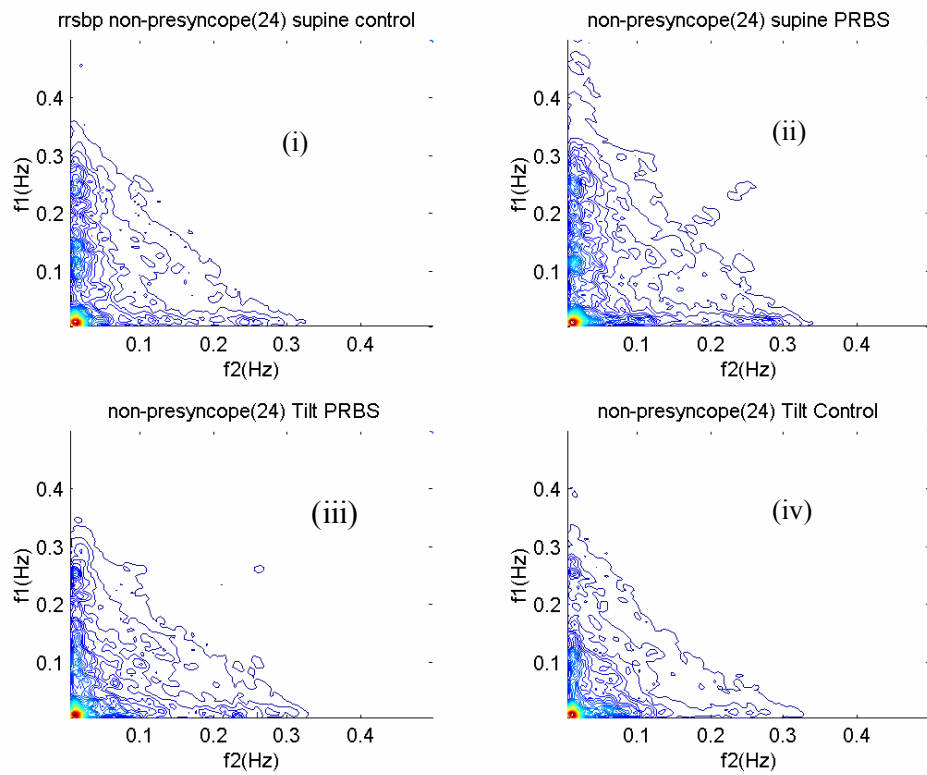 rrsbp non-presyncope(24) supine control
f1(Hz)
0.4
0.3
0.2
0.1
(i)
0.1 0.2 0.3 0.4
f2(Hz)
non-presyncope(24) supine PRBS
f1(Hz)
0.4
0.3
0.2
0.1
(ii)
0.1 0.2 0.3 0.4
f2(Hz)
non-presyncope(24) Tilt PRBS
f1(Hz)
0.4
0.3
0.2
0.1
(iii)
0.1 0.2 0.3 0.4
f2(Hz)
non-presyncope(24) Tilt Control
f1(Hz)
0.4
0.3
0.2
0.1
(iv)
0.1 0.2 0.3 0.4
f2(Hz)